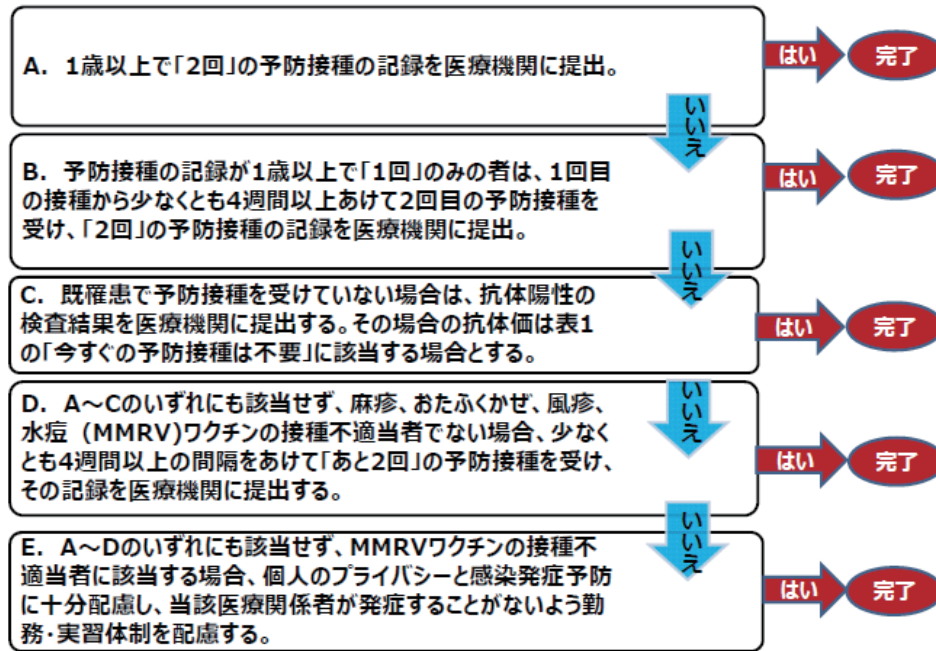 A. 1歳以上で「2回」の予防接種の記録を医療機関に提出。
はい
完了
いいえ
B. 予防接種の記録が1歳以上で「1回」のみの者は、1回目
の接種から少なくとも4週間以上あけて2回目の予防接種を
受け、「2回」の予防接種の記録を医療機関に提出。
はい
完了
いいえ
C. 既罹患で予防接種を受けていない場合は、抗体陽性の
検査結果を医療機関に提出する。その場合の抗体価は表1
の「今すぐの予防接種は不要」に該当する場合とする。
はい
完了
いいえ
D. A～Cのいずれにも該当せず、麻疹、おたふくかぜ、風疹、
水痘 (MMRV)ワクチンの接種不適当者でない場合、少なく
とも4週間以上の間隔をあけて「あと2回」の予防接種を受け、
その記録を医療機関に提出する。
はい
完了
いいえ
E. A～Dのいずれにも該当せず、MMRVワクチンの接種不
適当者に該当する場合、個人のプライバシーと感染発症予防
に十分配慮し、当該医療関係者が発症することがないよう勤
務・実習体制を配慮する。
はい
完了